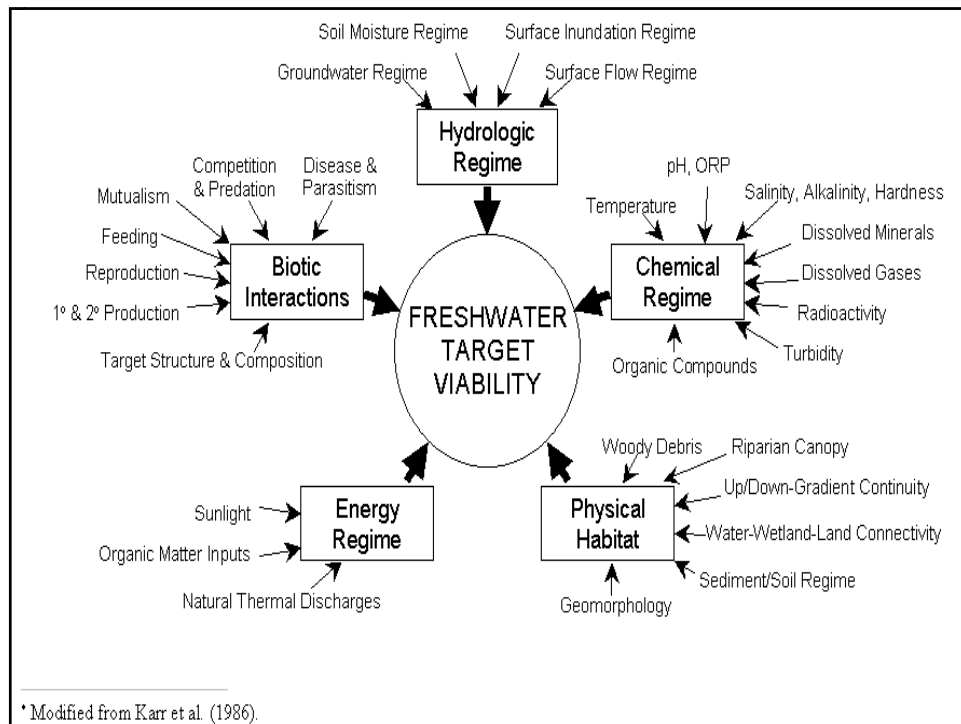 Soil Moisture Regime
Surface Inundation Regime
Groundwater Regime
Surface Flow Regime
Hydrologic
Regime
Competition
& Predation
Disease &
Parasitism
Mutualism
Feeding
Reproduction
1º & 2º Production
Target Structure & Composition
Biotic
Interactions
pH, ORP
Temperature
Salinity, Alkalinity, Hardness
Dissolved Minerals
Dissolved Gases
Radioactivity
Turbidity
Organic Compounds
Chemical
Regime
FRESHWATER
TARGET
VIABILITY
Sunlight
Organic Matter Inputs
Natural Thermal Discharges
Energy
Regime
Woody Debris
Riparian Canopy
Up/Down-Gradient Continuity
Water-Wetland-Land Connectivity
Sediment/Soil Regime
Geomorphology
Physical
Habitat
* Modified from Karr et al. (1986).